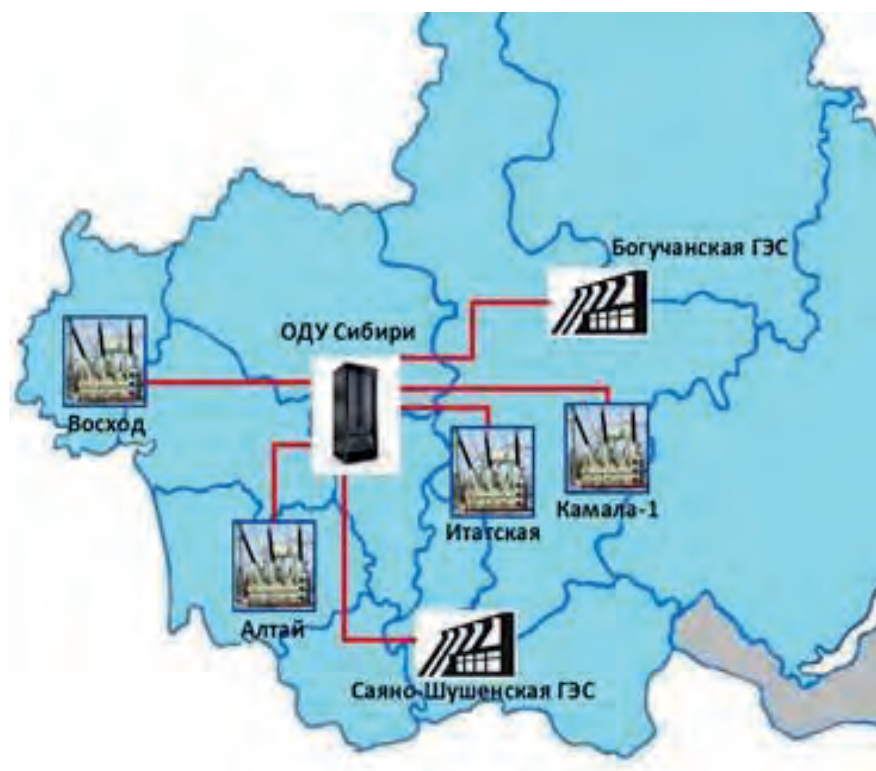 Богучанская ГЭС
ОДУ Сибири
Восход
Итатская
Камала-1
Алтай
Саяно-Шушенская ГЭС